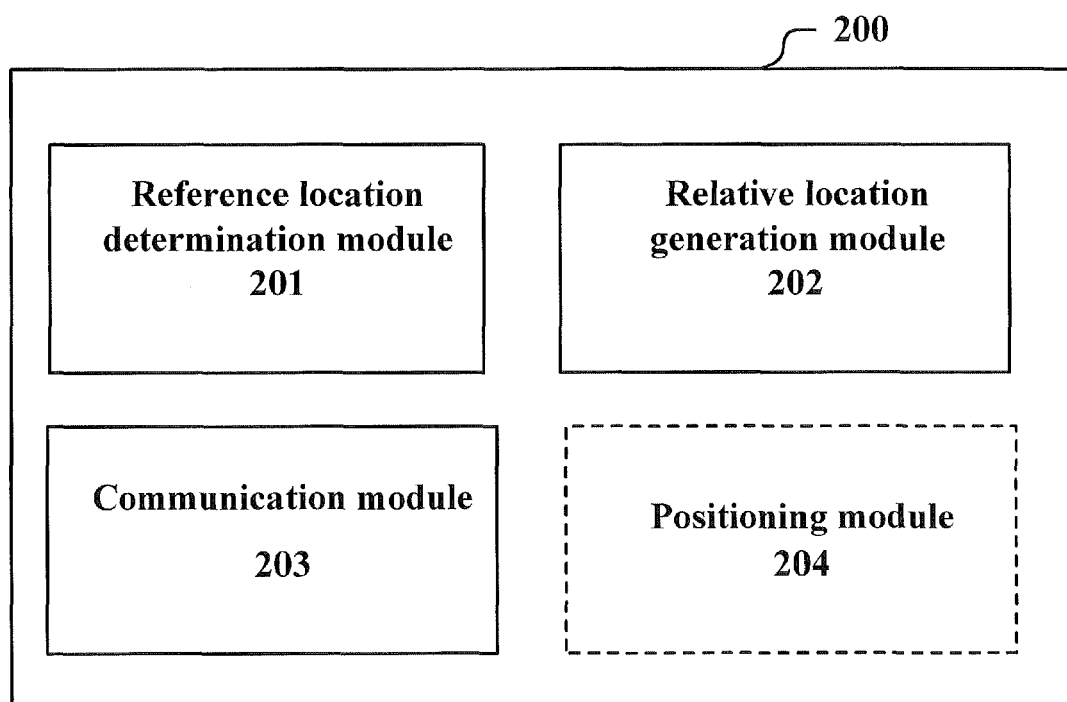 200
Reference location
determination module
201
Relative location
generation module
202
Communication module
203
Positioning module
204